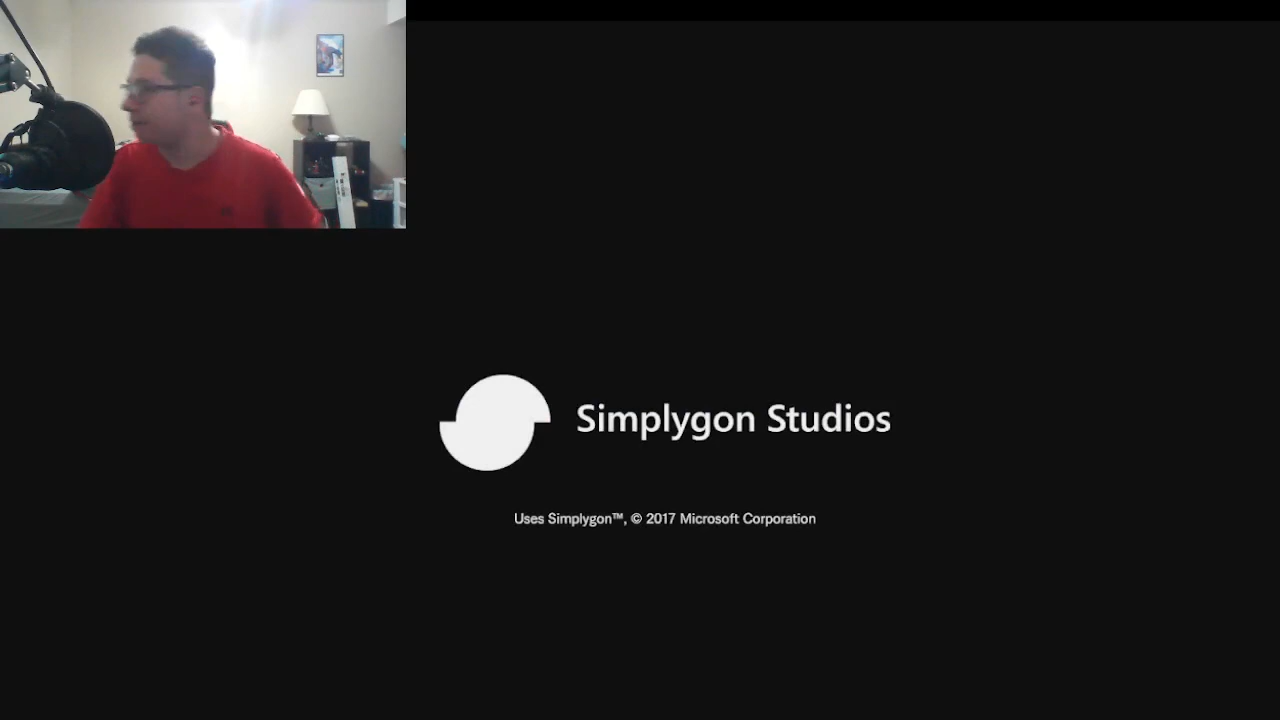 Simplygon Studios
Uses Simplygon™, © 2017 Microsoft Corporation